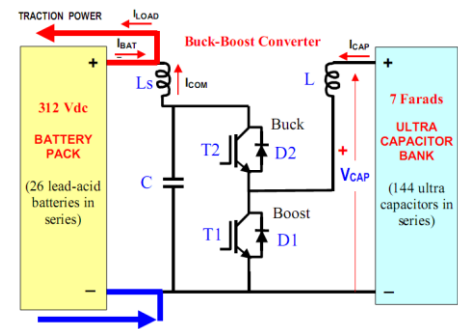 TRACTION POWER
ILOAD
IBAT
Buck-Boost Converter
ICAP
+
–
Ls
ICOM
L
+
312 Vdc
BATTERY
PACK
(26 lead-acid
batteries in
series)
C
T2
Buck
D2
T1
Boost
D1
+
VCAP
7 Farads
ULTRA
CAPACITOR
BANK
(144 ultra
capacitors in
series)
–
–